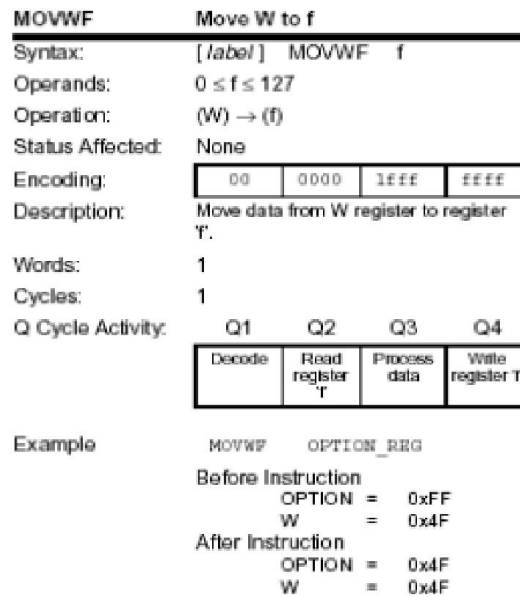 MOVWF Move W to f
Syntax: [ label ] MOVWF f
Operands: 0 ≤ f ≤ 127
Operation: (W) → (f)
Status Affected: None
Encoding: 00 0000 1fff ffff
Description: Move data from W register to register
'f'.
Words: 1
Cycles: 1
Q Cycle Activity: Q1 Q2 Q3 Q4
Decode Read register 'f' Process data Write register 'f'
Example MOVWF OPTION_REG
Before Instruction
OPTION = 0xFF
W = 0x4F
After Instruction
OPTION = 0x4F
W = 0x4F